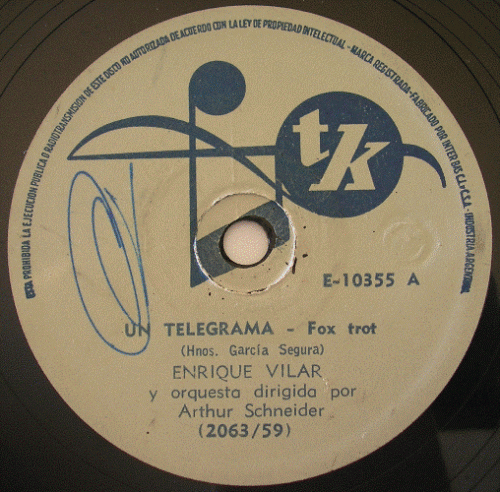 ESTA PROHIBIDA LA EJECUCION PUBLICA O RADIOTRANSMISION DE ESTE DISCO NO AUTORIZADA DE ACUERDO CON LA LEY DE PROPIEDAD INTELECTUAL - MARCA REGISTRADA - FABRICADO POR INTER BAS C.I. y C.S.A. - INDUSTRIA ARGENTINA
tk
E-10355 A
UN TELEGRAMA - Fox trot
(Hnos. García Segura)
ENRIQUE VILAR
y orquesta dirigida por
Arthur Schneider
(2063/59)